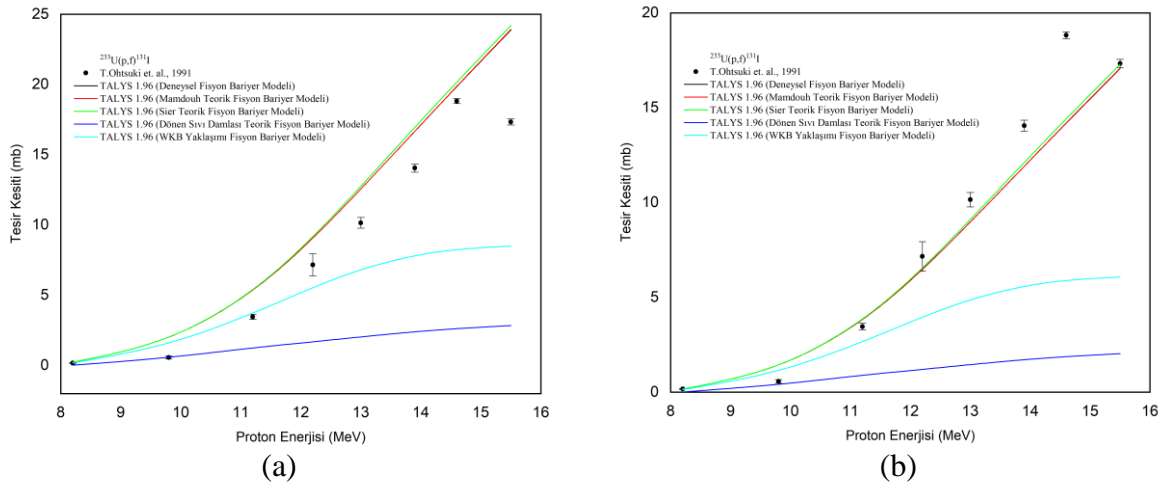 25
20
15
10
5
0
Tesir Kesiti (mb)
²³³U(p,f)¹³¹I
T.Ohtsuki et. al., 1991
TALYS 1.96 (Deneysel Fisyon Bariyer Modeli)
TALYS 1.96 (Mamdouh Teorik Fisyon Bariyer Modeli)
TALYS 1.96 (Sier Teorik Fisyon Bariyer Modeli)
TALYS 1.96 (Dönen Sıvı Damlası Teorik Fisyon Bariyer Modeli)
TALYS 1.96 (WKB Yaklaşımı Fisyon Bariyer Modeli)
8 9 10 11 12 13 14 15 16
Proton Enerjisi (MeV)
(a)
20
15
10
5
0
Tesir Kesiti (mb)
²³³U(p,f)¹³¹I
T.Ohtsuki et. al., 1991
TALYS 1.96 (Deneysel Fisyon Bariyer Modeli)
TALYS 1.96 (Mamdouh Teorik Fisyon Bariyer Modeli)
TALYS 1.96 (Sier Teorik Fisyon Bariyer Modeli)
TALYS 1.96 (Dönen Sıvı Damlası Teorik Fisyon Bariyer Modeli)
TALYS 1.96 (WKB Yaklaşımı Fisyon Bariyer Modeli)
8 9 10 11 12 13 14 15 16
Proton Enerjisi (MeV)
(b)